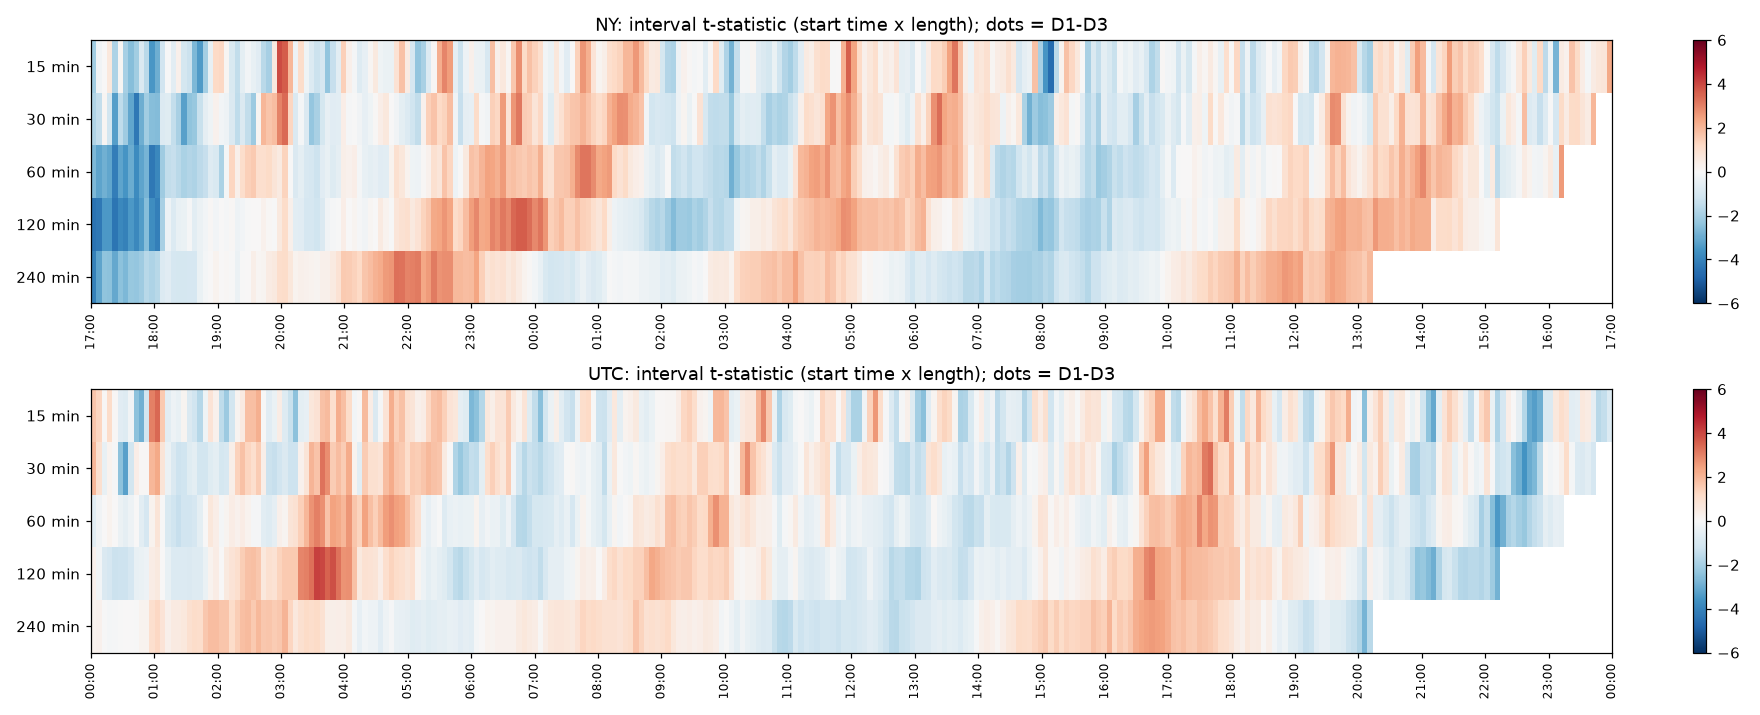 NY: interval t-statistic (start time x length); dots = D1-D3
15 min
30 min
60 min
120 min
240 min
17:00 18:00 19:00 20:00 21:00 22:00 23:00 00:00 01:00 02:00 03:00 04:00 05:00 06:00 07:00 08:00 09:00 10:00 11:00 12:00 13:00 14:00 15:00 16:00 17:00
6
4
2
0
−2
−4
−6
UTC: interval t-statistic (start time x length); dots = D1-D3
15 min
30 min
60 min
120 min
240 min
00:00 01:00 02:00 03:00 04:00 05:00 06:00 07:00 08:00 09:00 10:00 11:00 12:00 13:00 14:00 15:00 16:00 17:00 18:00 19:00 20:00 21:00 22:00 23:00 00:00
6
4
2
0
−2
−4
−6